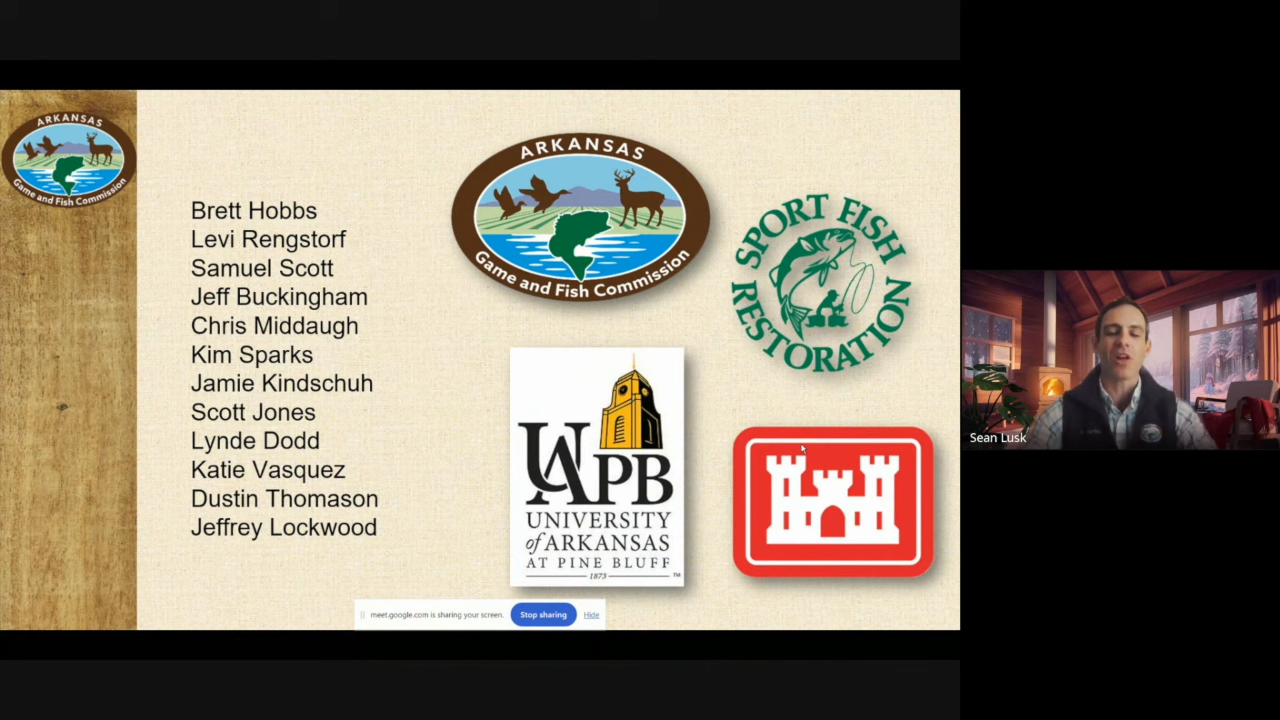 ARKANSAS
Game and Fish Commission
Brett Hobbs
Levi Rengstorf
Samuel Scott
Jeff Buckingham
Chris Middaugh
Kim Sparks
Jamie Kindschuh
Scott Jones
Lynde Dodd
Katie Vasquez
Dustin Thomason
Jeffrey Lockwood
ARKANSAS
Game and Fish Commission
SPORT FISH
RESTORATION
UAPB
UNIVERSITY
of ARKANSAS
AT PINE BLUFF
1873 TM
meet.google.com is sharing your screen. Stop sharing Hide
Sean Lusk